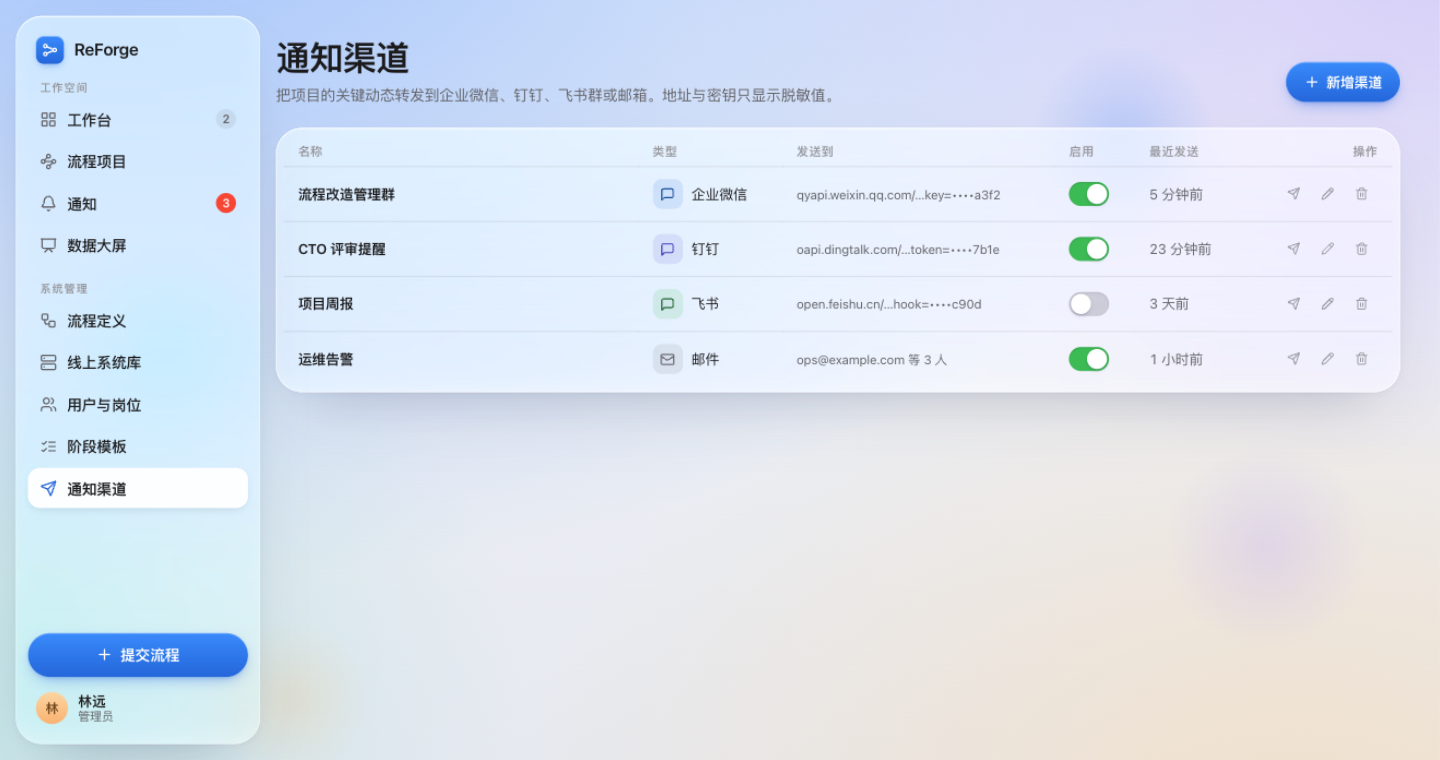 ReForge
工作空间
工作台 2
流程项目
通知 3
数据大屏
系统管理
流程定义
线上系统库
用户与岗位
阶段模板
通知渠道
提交流程
林
林远
管理员
通知渠道
把项目的关键动态转发到企业微信、钉钉、飞书群或邮箱。地址与密钥只显示脱敏值。
新增渠道
名称 类型 发送到 启用 最近发送 操作
流程改造管理群 企业微信 qyapi.weixin.qq.com/...key=····a3f2 5 分钟前
CTO 评审提醒 钉钉 oapi.dingtalk.com/...token=····7b1e 23 分钟前
项目周报 飞书 open.feishu.cn/...hook=····c90d 3 天前
运维告警 邮件 ops@example.com 等 3 人 1 小时前